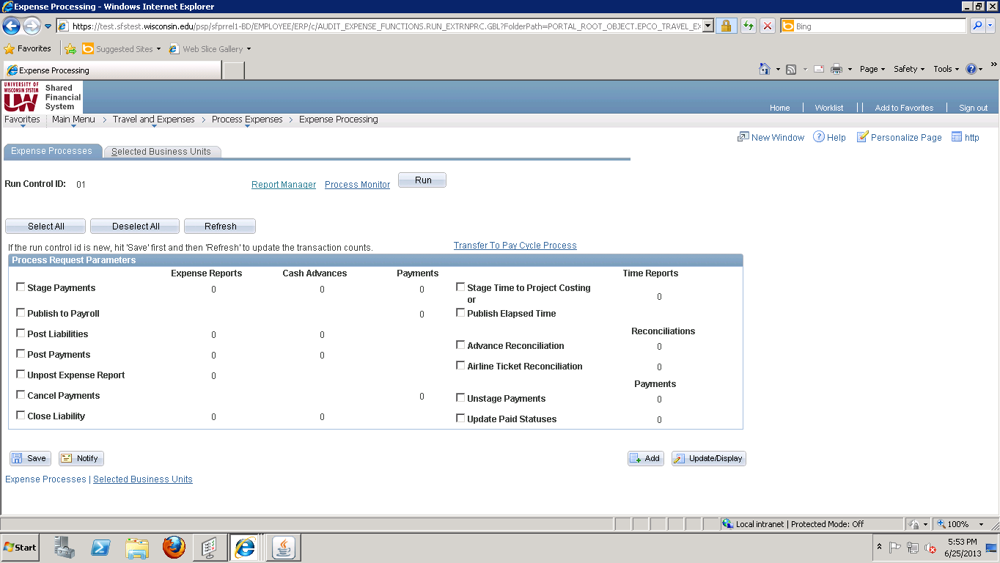 Expense Processing - Windows Internet Explorer
https://test.sfstest.wisconsin.edu/psp/sfprrel1-BD/EMPLOYEE/ERP/c/AUDIT_EXPENSE_FUNCTIONS.RUN_EXTRNPRC.GBL?FolderPath=PORTAL_ROOT_OBJECT.EPCO_TRAVEL_EX
Bing
Favorites Suggested Sites Web Slice Gallery
Expense Processing
Page Safety Tools
UNIVERSITY OF WISCONSIN SYSTEM
UW
Shared
Financial
System
Home Worklist Add to Favorites Sign out
Favorites Main Menu > Travel and Expenses > Process Expenses > Expense Processing
New Window Help Personalize Page http
Expense Processes Selected Business Units
Run Control ID: 01 Report Manager Process Monitor Run
Select All Deselect All Refresh
If the run control id is new, hit 'Save' first and then 'Refresh' to update the transaction counts. Transfer To Pay Cycle Process
Process Request Parameters
Expense Reports Cash Advances Payments Time Reports
Stage Payments 0 0 0 Stage Time to Project Costing 0
or
Publish to Payroll 0 Publish Elapsed Time
Reconciliations
Post Liabilities 0 0
Advance Reconciliation 0
Post Payments 0 0
Airline Ticket Reconciliation 0
Unpost Expense Report 0
Payments
Cancel Payments 0 Unstage Payments 0
Close Liability 0 0 Update Paid Statuses 0
Save Notify Add Update/Display
Expense Processes | Selected Business Units
Local intranet | Protected Mode: Off 100%
Start 5:53 PM
6/25/2013